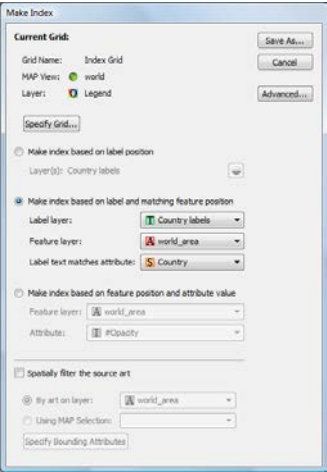 Make Index
Current Grid:
Save As...
Grid Name: Index Grid
Cancel
MAP View: world
Layer: Legend
Advanced...
Specify Grid...
Make index based on label position
Layer(s): Country labels
Make index based on label and matching feature position
Label layer: T Country labels
Feature layer: A world_area
Label text matches attribute: S Country
Make index based on feature position and attribute value
Feature layer: A world_area
Attribute: I #Opacity
Spatially filter the source art
By art on layer: A world_area
Using MAP Selection:
Specify Bounding Attributes